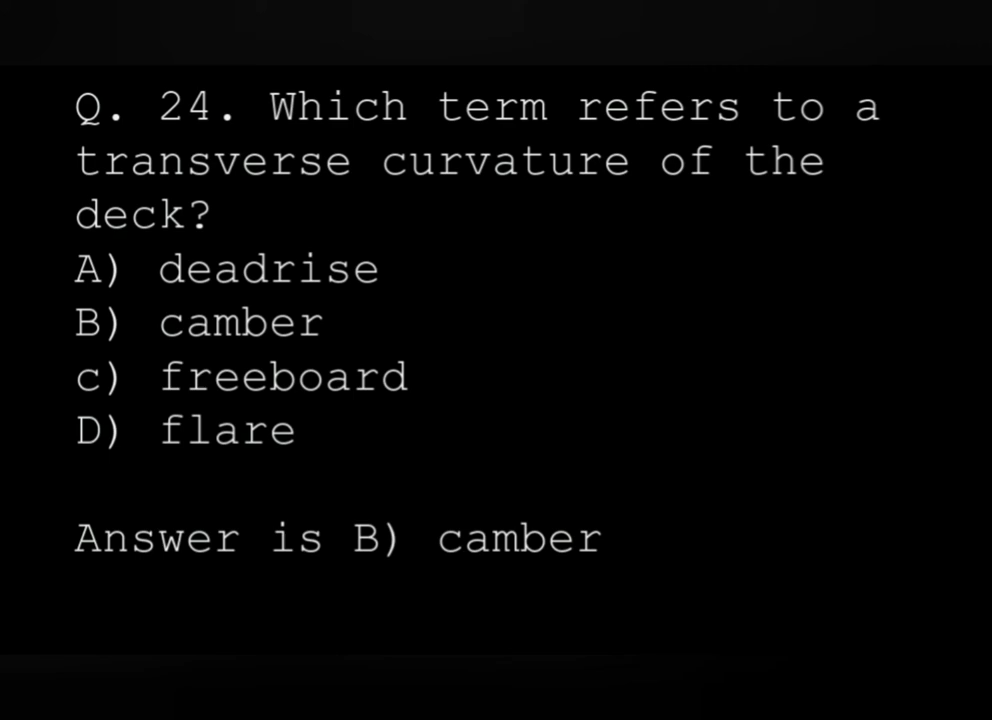 Q. 24. Which term refers to a
transverse curvature of the
deck?
A) deadrise
B) camber
c) freeboard
D) flare
Answer is B) camber